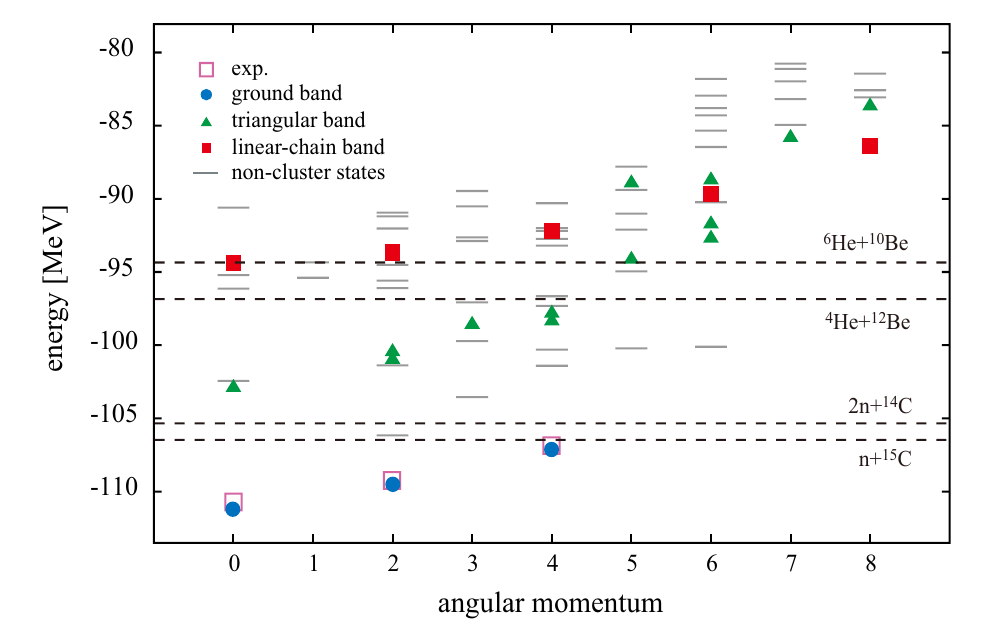 -80
-85
-90
-95
-100
-105
-110
energy [MeV]
exp.
ground band
triangular band
linear-chain band
non-cluster states
⁶He+¹⁰Be
⁴He+¹²Be
2n+¹⁴C
n+¹⁵C
0 1 2 3 4 5 6 7 8
angular momentum